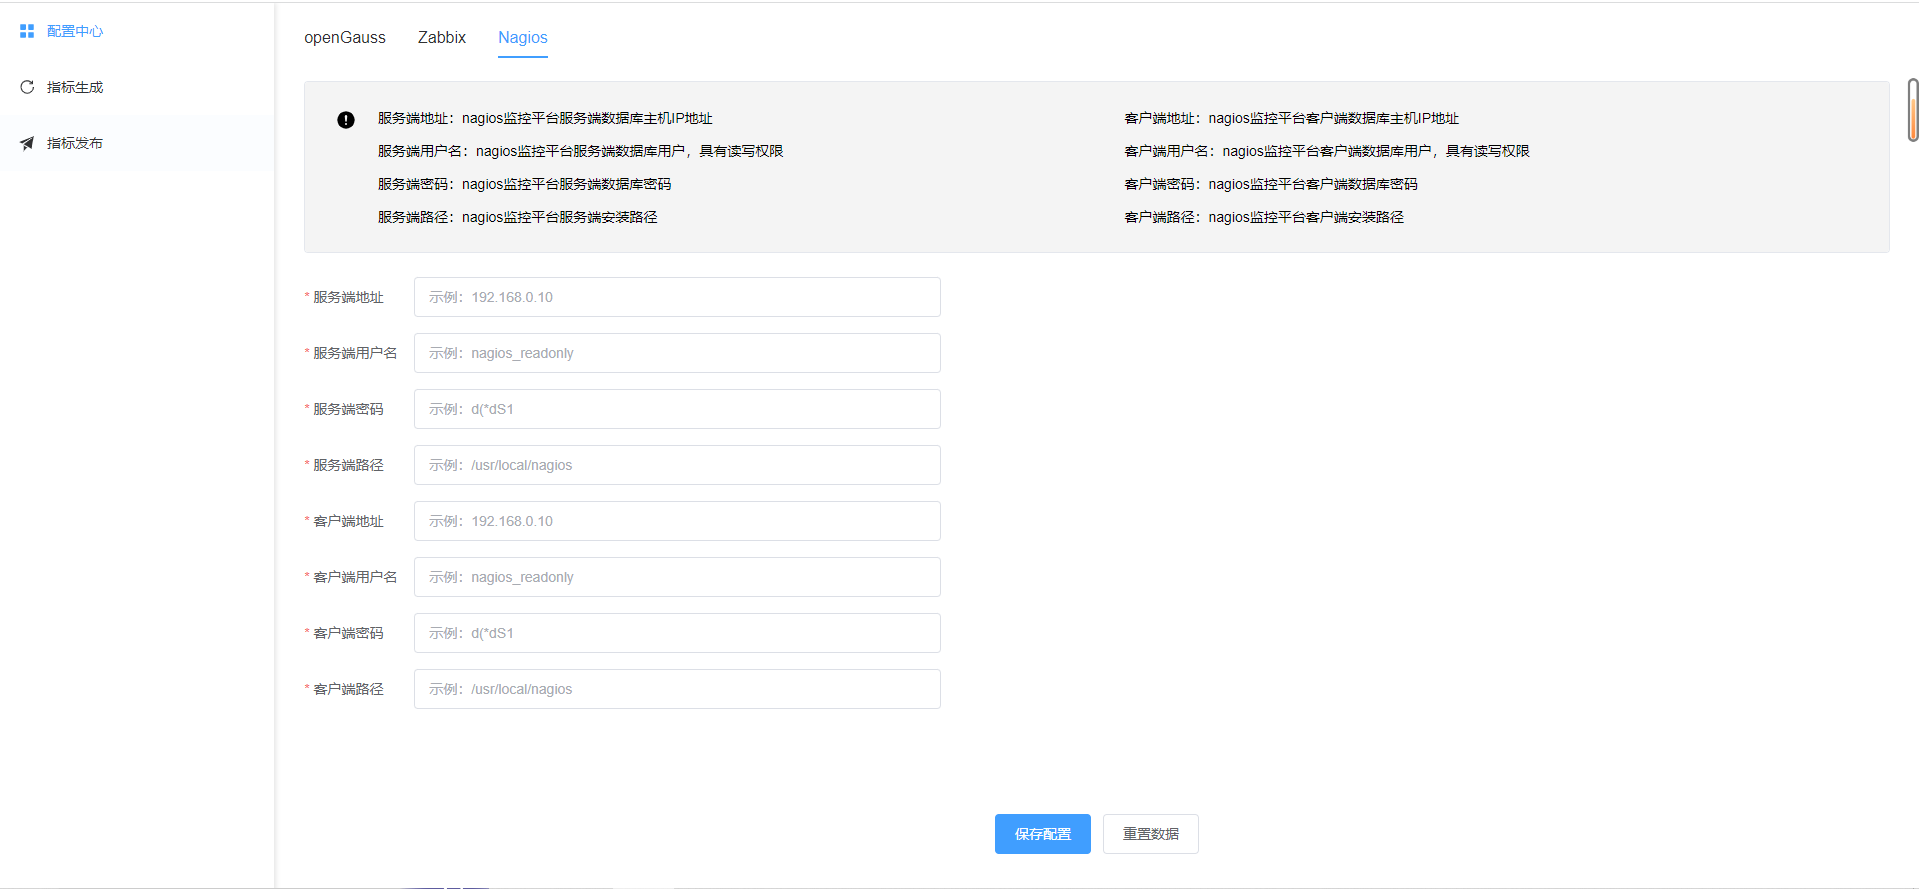 配置中心
指标生成
指标发布
openGauss Zabbix Nagios
服务端地址：nagios监控平台服务端数据库主机IP地址
服务端用户名：nagios监控平台服务端数据库用户，具有读写权限
服务端密码：nagios监控平台服务端数据库密码
服务端路径：nagios监控平台服务端安装路径
客户端地址：nagios监控平台客户端数据库主机IP地址
客户端用户名：nagios监控平台客户端数据库用户，具有读写权限
客户端密码：nagios监控平台客户端数据库密码
客户端路径：nagios监控平台客户端安装路径
* 服务端地址 示例：192.168.0.10
* 服务端用户名 示例：nagios_readonly
* 服务端密码 示例：d(*dS1
* 服务端路径 示例：/usr/local/nagios
* 客户端地址 示例：192.168.0.10
* 客户端用户名 示例：nagios_readonly
* 客户端密码 示例：d(*dS1
* 客户端路径 示例：/usr/local/nagios
保存配置 重置数据